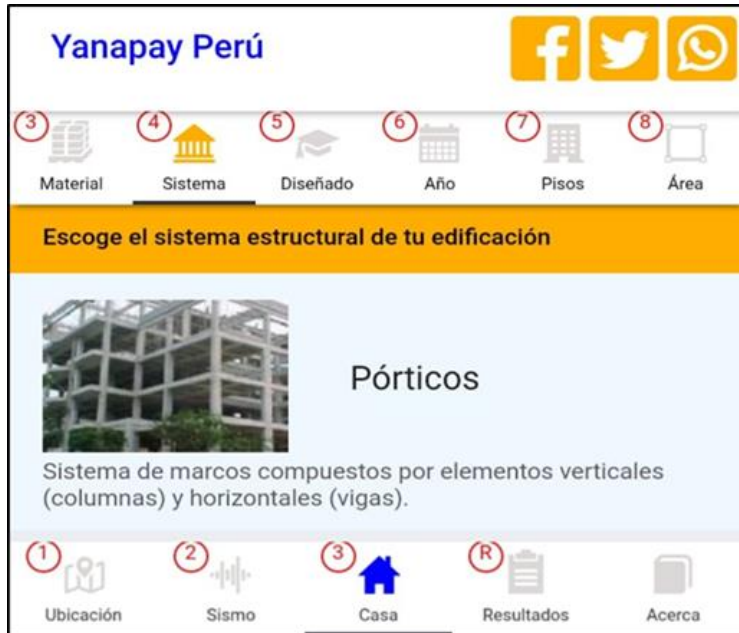 Yanapay Perú
3 4 5 6 7 8
Material Sistema Diseñado Año Pisos Área
Escoge el sistema estructural de tu edificación
Pórticos
Sistema de marcos compuestos por elementos verticales
(columnas) y horizontales (vigas).
1 2 3 R
Ubicación Sismo Casa Resultados Acerca